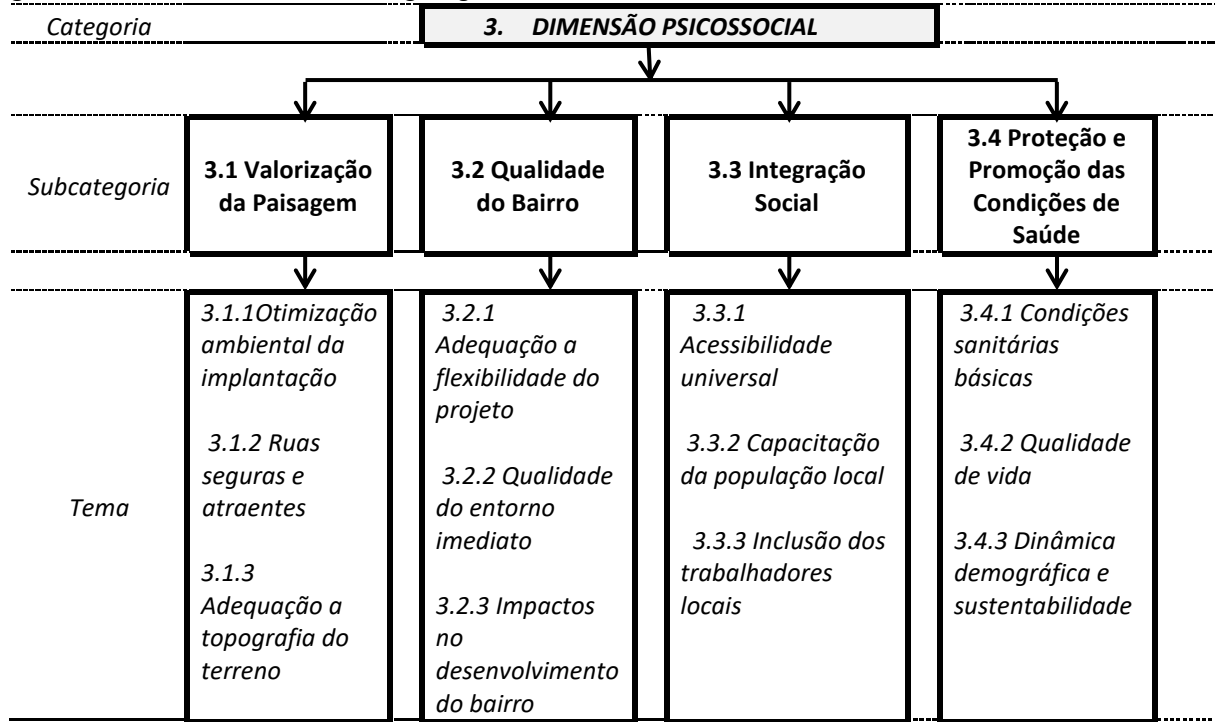 Categoria
3. DIMENSÃO PSICOSSOCIAL
Subcategoria
3.1 Valorização
da Paisagem
3.2 Qualidade
do Bairro
3.3 Integração
Social
3.4 Proteção e
Promoção das
Condições de
Saúde
Tema
3.1.1Otimização
ambiental da
implantação
3.1.2 Ruas
seguras e
atraentes
3.1.3
Adequação a
topografia do
terreno
3.2.1
Adequação a
flexibilidade do
projeto
3.2.2 Qualidade
do entorno
imediato
3.2.3 Impactos
no
desenvolvimento
do bairro
3.3.1
Acessibilidade
universal
3.3.2 Capacitação
da população local
3.3.3 Inclusão dos
trabalhadores
locais
3.4.1 Condições
sanitárias
básicas
3.4.2 Qualidade
de vida
3.4.3 Dinâmica
demográfica e
sustentabilidade